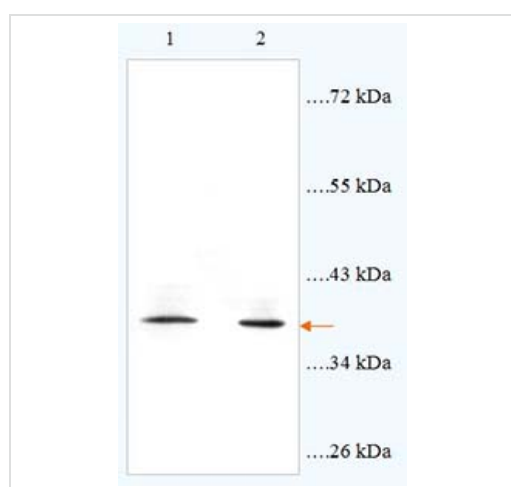 1 2
....72 kDa
....55 kDa
....43 kDa
....34 kDa
....26 kDa